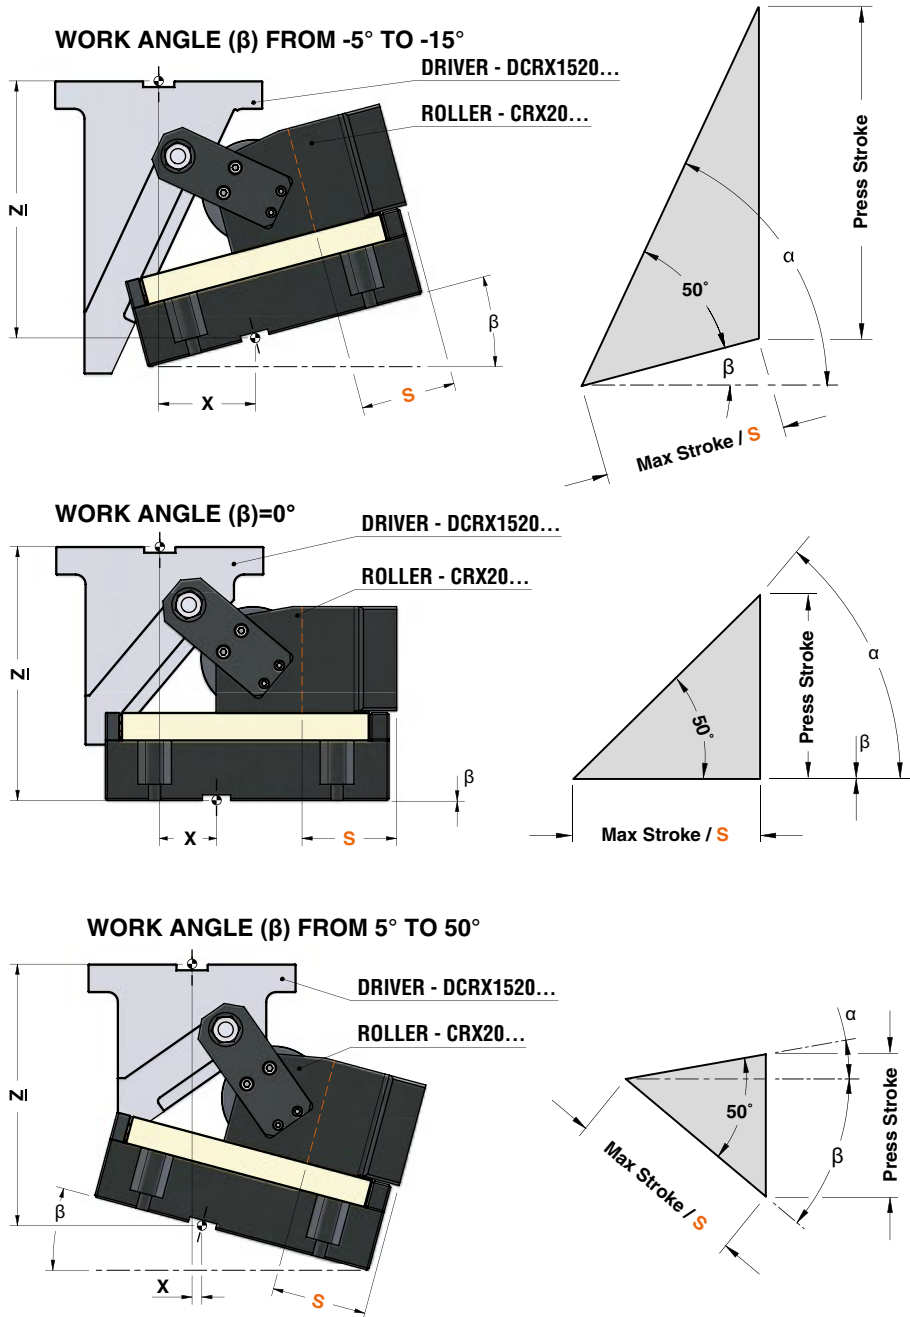 WORK ANGLE (β) FROM -5° TO -15°
DRIVER - DCRX1520...
ROLLER - CRX20...
Z
β
X
S
Press Stroke
α
50°
β
Max Stroke / S
WORK ANGLE (β)=0°
DRIVER - DCRX1520...
ROLLER - CRX20...
Z
β
X
S
Press Stroke
α
50°
β
Max Stroke / S
WORK ANGLE (β) FROM 5° TO 50°
DRIVER - DCRX1520...
ROLLER - CRX20...
Z
β
X
S
α
Press Stroke
50°
β
Max Stroke / S